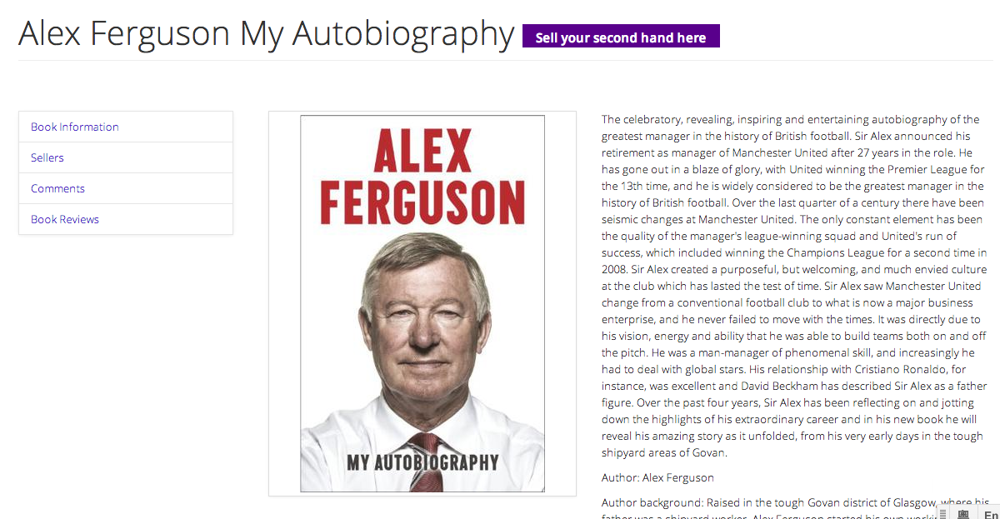 Alex Ferguson My Autobiography
Sell your second hand here
Book Information
Sellers
Comments
Book Reviews
ALEX
FERGUSON
MY AUTOBIOGRAPHY
The celebratory, revealing, inspiring and entertaining autobiography of the
greatest manager in the history of British football. Sir Alex announced his
retirement as manager of Manchester United after 27 years in the role. He
has gone out in a blaze of glory, with United winning the Premier League for
the 13th time, and he is widely considered to be the greatest manager in the
history of British football. Over the last quarter of a century there have been
seismic changes at Manchester United. The only constant element has been
the quality of the manager's league-winning squad and United's run of
success, which included winning the Champions League for a second time in
2008. Sir Alex created a purposeful, but welcoming, and much envied culture
at the club which has lasted the test of time. Sir Alex saw Manchester United
change from a conventional football club to what is now a major business
enterprise, and he never failed to move with the times. It was directly due to
his vision, energy and ability that he was able to build teams both on and off
the pitch. He was a man-manager of phenomenal skill, and increasingly he
had to deal with global stars. His relationship with Cristiano Ronaldo, for
instance, was excellent and David Beckham has described Sir Alex as a father
figure. Over the past four years, Sir Alex has been reflecting on and jotting
down the highlights of his extraordinary career and in his new book he will
reveal his amazing story as it unfolded, from his very early days in the tough
shipyard areas of Govan.
Author: Alex Ferguson
Author background: Raised in the tough Govan district of Glasgow, where his
father was a shipyard worker, Alex Ferguson started his own
En